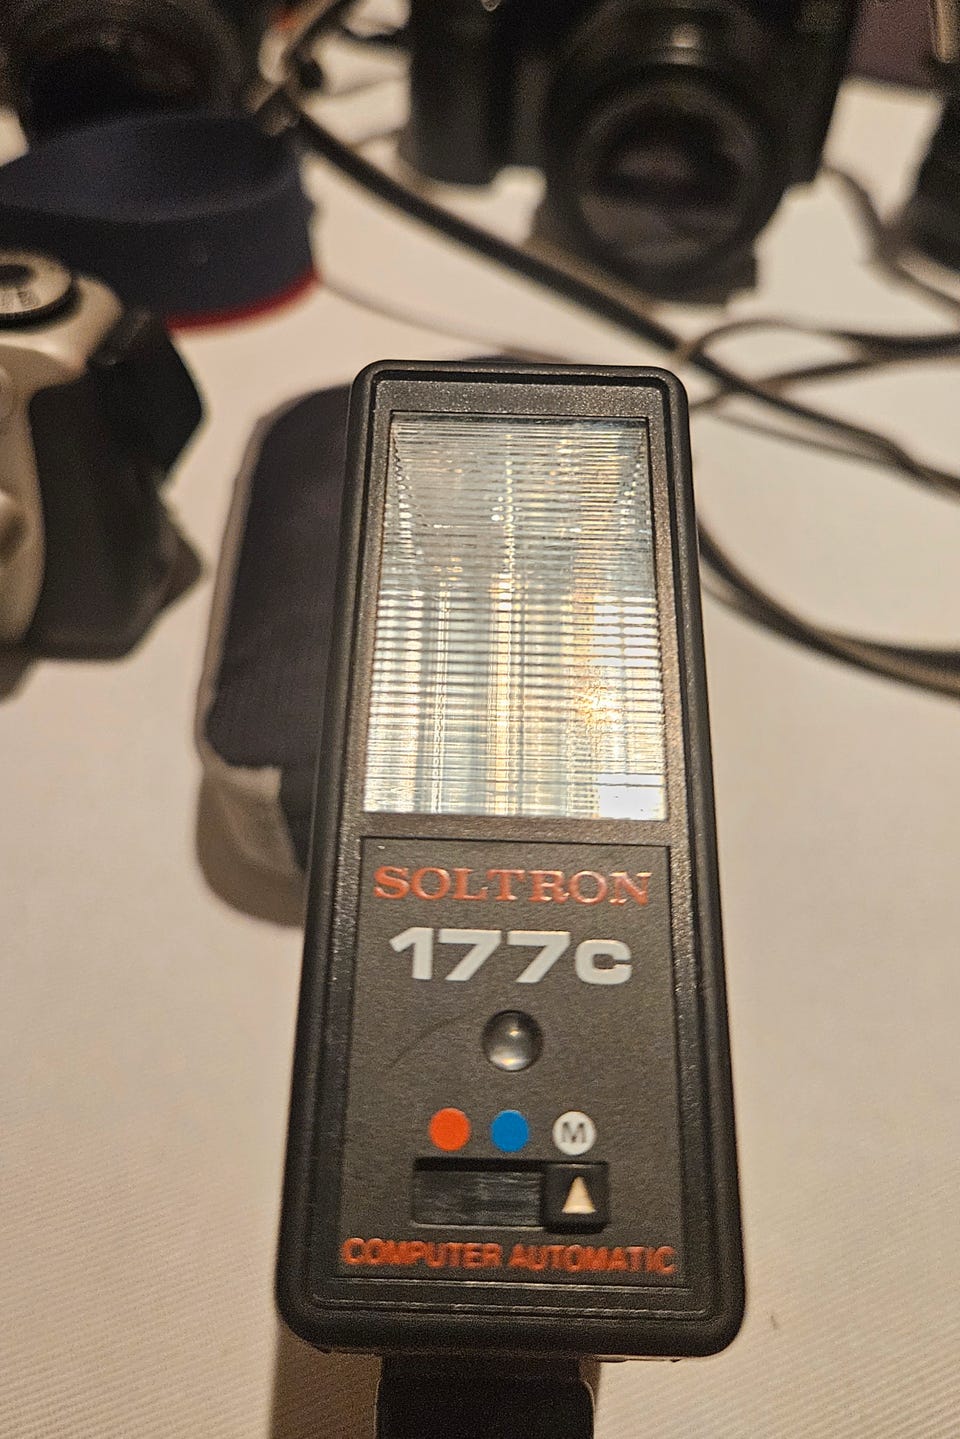 SOLTRON
177C
M
COMPUTER AUTOMATIC